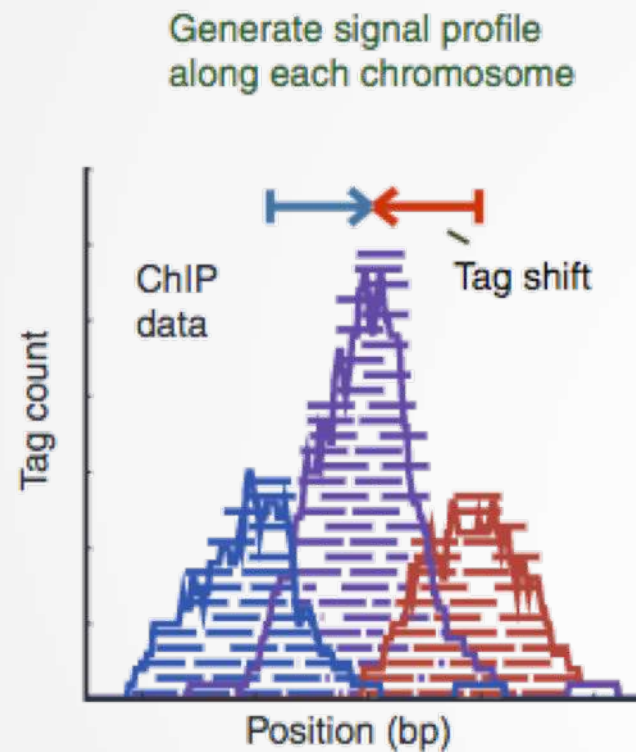 Generate signal profile
along each chromosome
ChIP
data
Tag shift
Tag count
Position (bp)